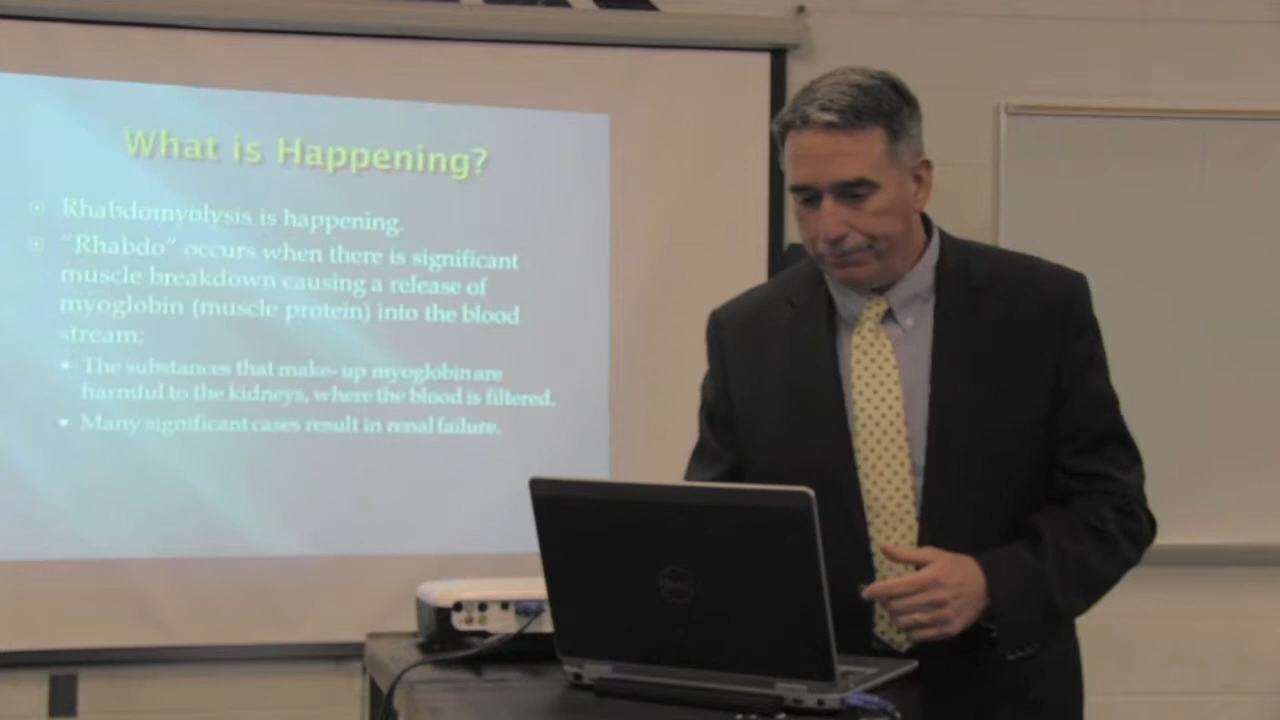 What is Happening?
Rhabdomyolysis is happening.
"Rhabdo" occurs when there is significant
muscle breakdown causing a release of
myoglobin (muscle protein) into the blood
stream;
The substances that make-up myoglobin are
harmful to the kidneys, where the blood is filtered.
Many significant cases result in renal failure.
DELL